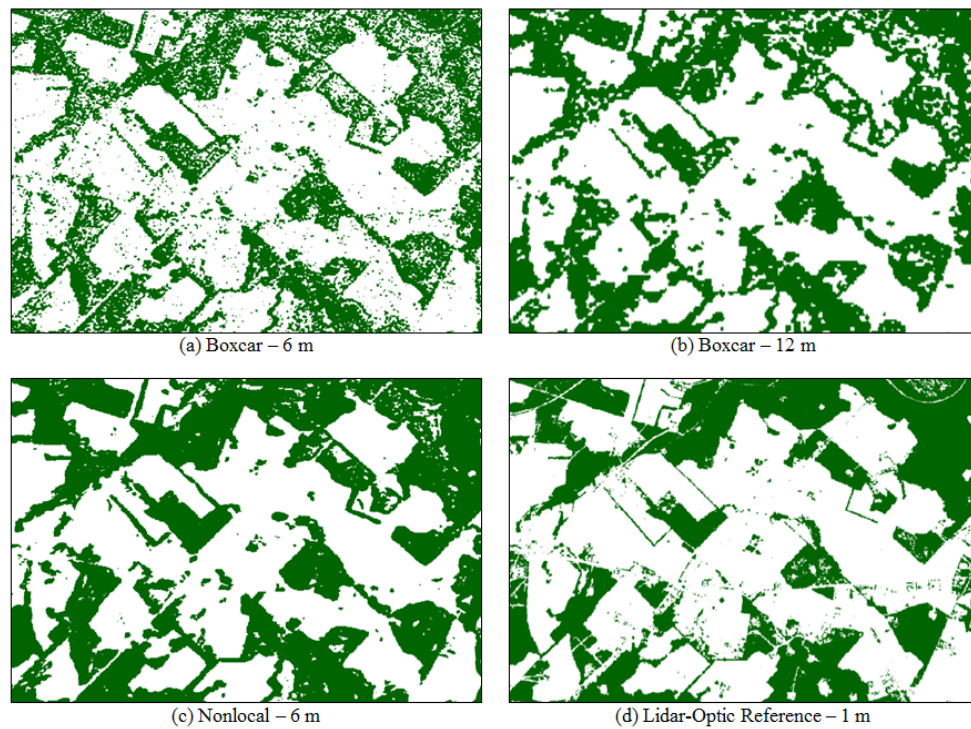 (a) Boxcar – 6 m
(b) Boxcar – 12 m
(c) Nonlocal – 6 m
(d) Lidar-Optic Reference – 1 m